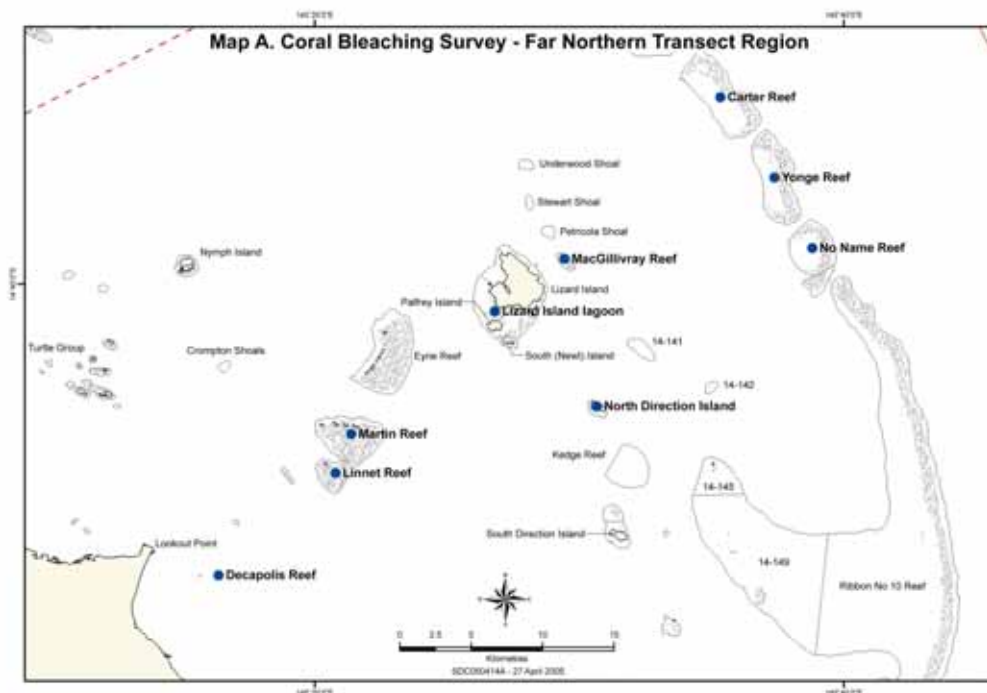 Map A. Coral Bleaching Survey - Far Northern Transect Region
Carter Reef
Underwood Shoal
Yonge Reef
Stewart Shoal
Petricola Shoal
No Name Reef
Nymph Island
MacGillivray Reef
Lizard Island
Palfrey Island
Lizard Island lagoon
14-141
Turtle Group
Crompton Shoals
Eyrie Reef
South (Newt) Island
14-142
North Direction Island
Martin Reef
Kedge Reef
Linnet Reef
14-145
South Direction Island
Lookout Point
14-149
Decapolis Reef
Ribbon No 10 Reef
0 2.5 5 10 15
Kilometres
SDC050414A - 27 April 2005